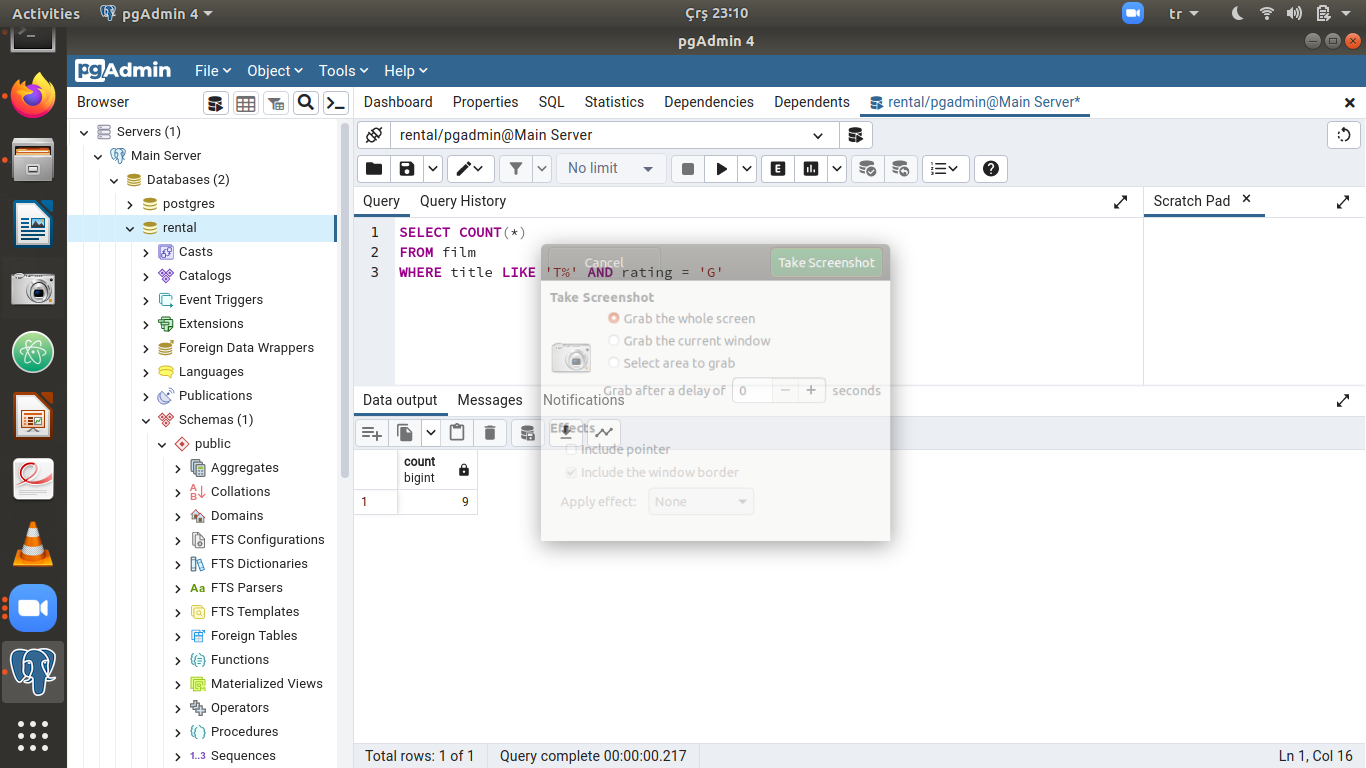 Activities
pgAdmin 4
Çrş 23:10
tr
pgAdmin 4
pgAdmin
File
Object
Tools
Help
Browser
Dashboard
Properties
SQL
Statistics
Dependencies
Dependents
rental/pgadmin@Main Server*
Servers (1)
Main Server
Databases (2)
postgres
rental
Casts
Catalogs
Event Triggers
Extensions
Foreign Data Wrappers
Languages
Publications
Schemas (1)
public
Aggregates
Collations
Domains
FTS Configurations
FTS Dictionaries
Aa FTS Parsers
FTS Templates
Foreign Tables
Functions
Materialized Views
Operators
Procedures
1..3 Sequences
rental/pgadmin@Main Server
No limit
E
Query
Query History
Scratch Pad
1 SELECT COUNT(*)
2 FROM film
3 WHERE title LIKE 'T%' AND rating = 'G'
Cancel
Take Screenshot
Take Screenshot
Grab the whole screen
Grab the current window
Select area to grab
Grab after a delay of 0 − + seconds
Effects
Include pointer
Include the window border
Apply effect: None
Data output
Messages
Notifications
count
bigint
1 9
Total rows: 1 of 1
Query complete 00:00:00.217
Ln 1, Col 16